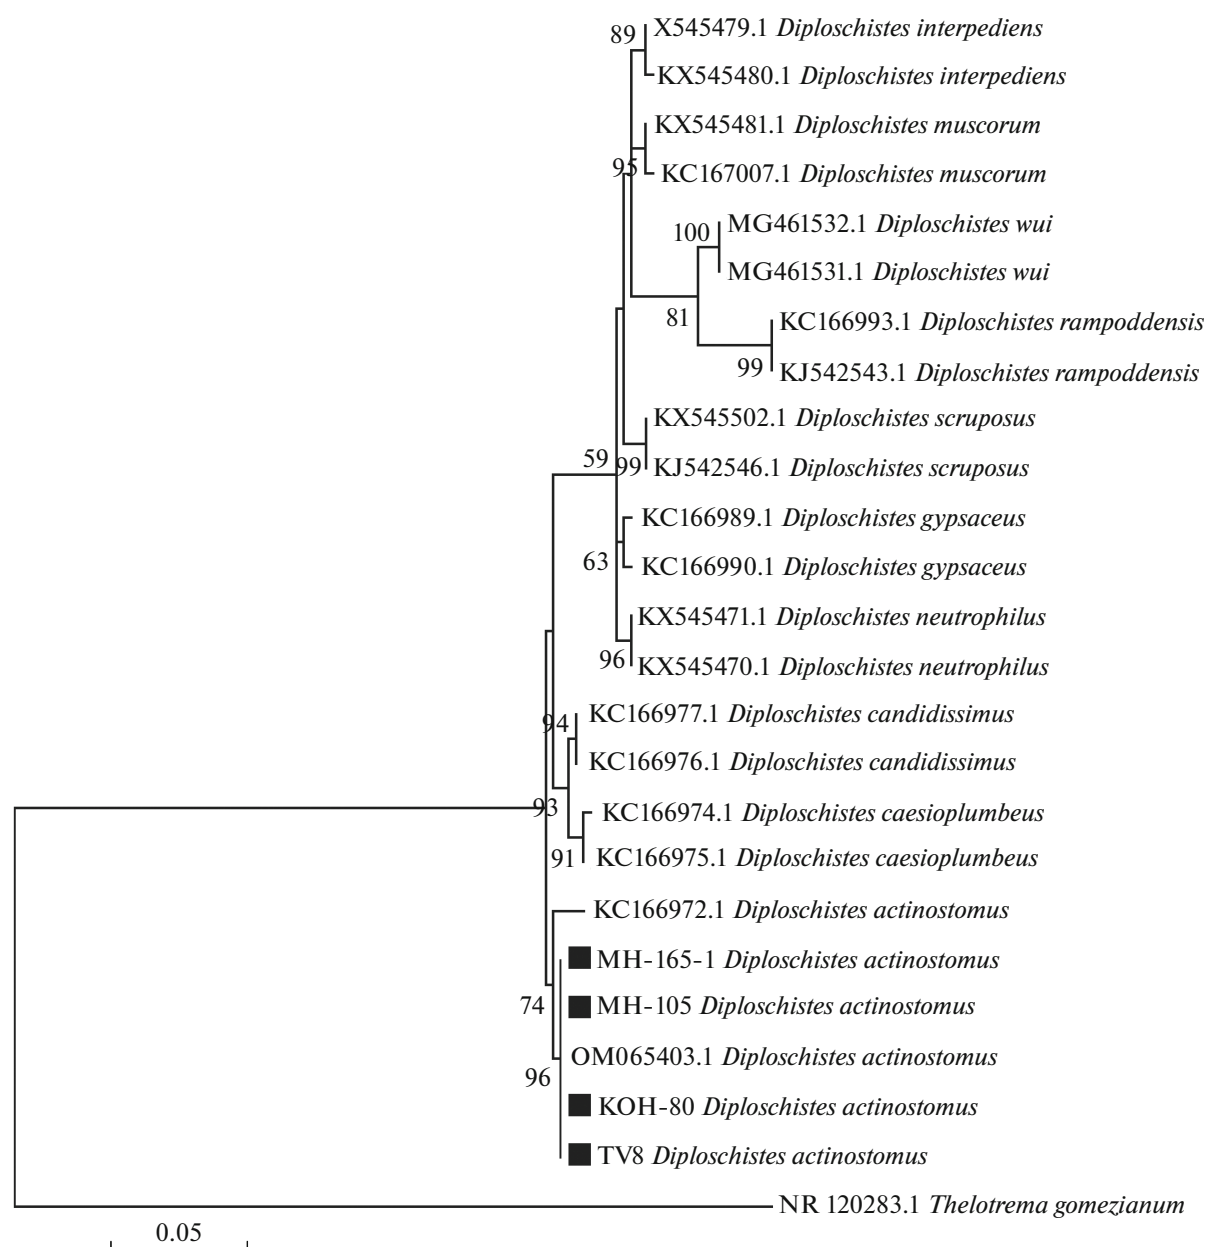 89
X545479.1 Diploschistes interpediens
KX545480.1 Diploschistes interpediens
KX545481.1 Diploschistes muscorum
95
KC167007.1 Diploschistes muscorum
MG461532.1 Diploschistes wui
100
MG461531.1 Diploschistes wui
81
KC166993.1 Diploschistes rampoddensis
99
KJ542543.1 Diploschistes rampoddensis
KX545502.1 Diploschistes scruposus
59
99
KJ542546.1 Diploschistes scruposus
KC166989.1 Diploschistes gypsaceus
63
KC166990.1 Diploschistes gypsaceus
KX545471.1 Diploschistes neutrophilus
96
KX545470.1 Diploschistes neutrophilus
94
KC166977.1 Diploschistes candidissimus
KC166976.1 Diploschistes candidissimus
93
KC166974.1 Diploschistes caesioplumbeus
91
KC166975.1 Diploschistes caesioplumbeus
KC166972.1 Diploschistes actinostomus
MH-165-1 Diploschistes actinostomus
74
MH-105 Diploschistes actinostomus
OM065403.1 Diploschistes actinostomus
96
KOH-80 Diploschistes actinostomus
TV8 Diploschistes actinostomus
NR 120283.1 Thelotrema gomezianum
0.05